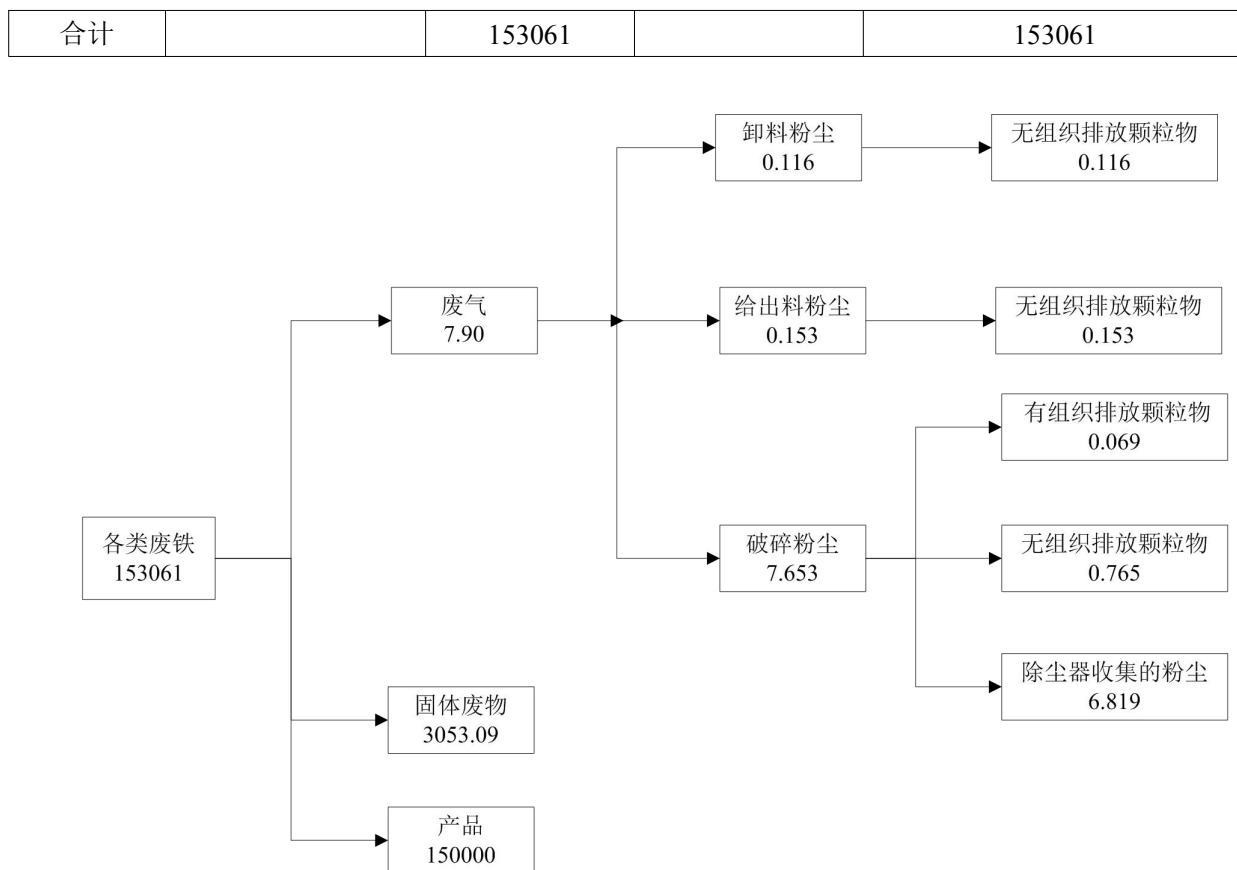 合计 153061 153061
卸料粉尘
0.116
无组织排放颗粒物
0.116
废气
7.90
给出料粉尘
0.153
无组织排放颗粒物
0.153
有组织排放颗粒物
0.069
各类废铁
153061
破碎粉尘
7.653
无组织排放颗粒物
0.765
除尘器收集的粉尘
6.819
固体废物
3053.09
产品
150000